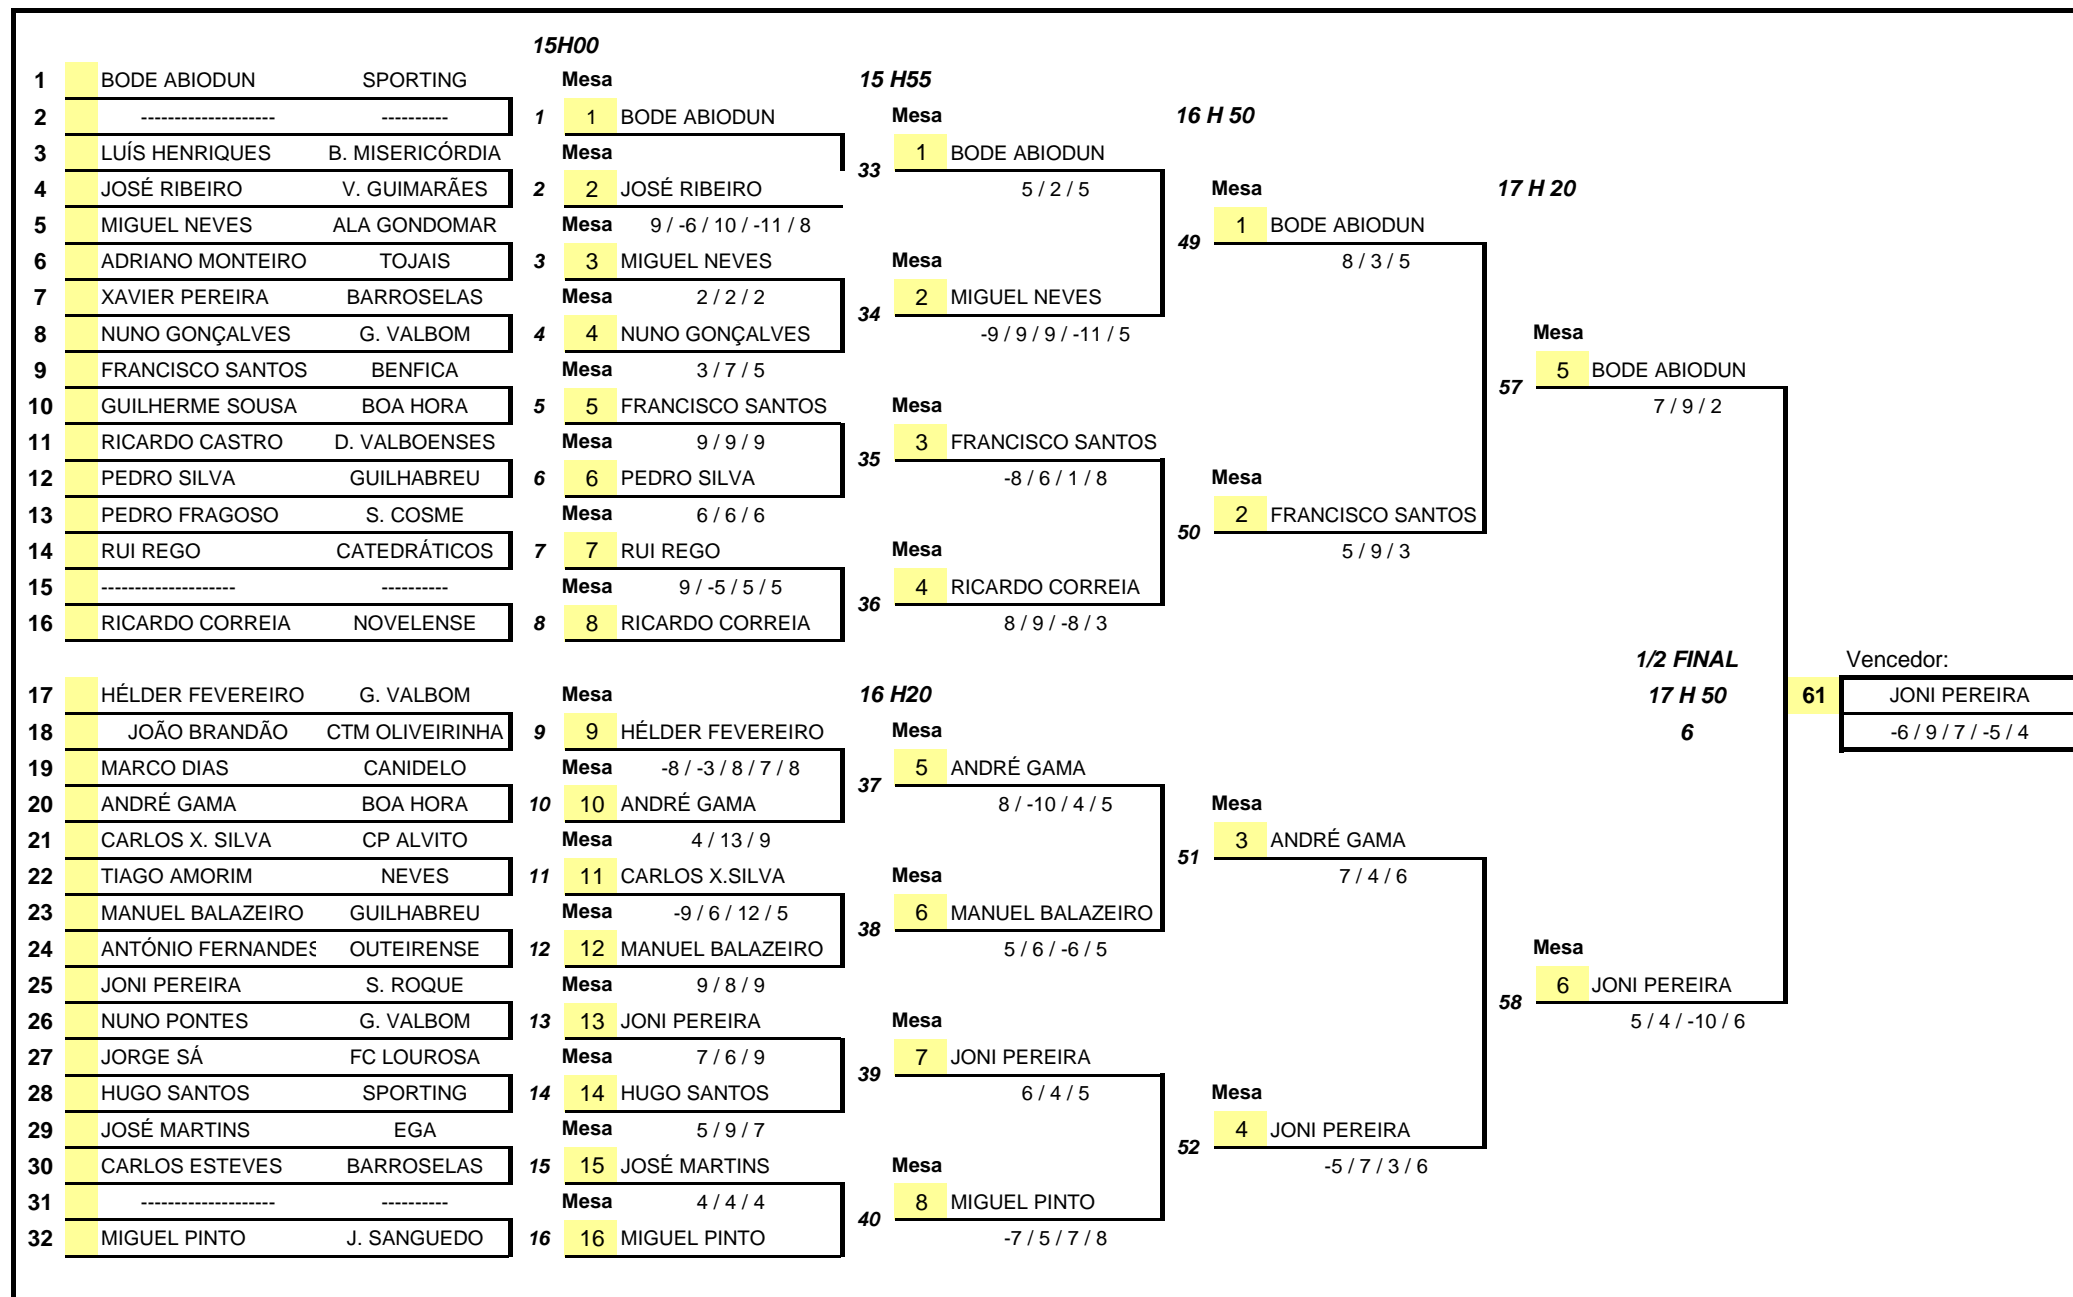 15H00
1 BODE ABIODUN SPORTING Mesa 15 H55
2 -------------------- ---------- 1 1 BODE ABIODUN Mesa 16 H 50
3 LUÍS HENRIQUES B. MISERICÓRDIA Mesa 33 1 BODE ABIODUN
4 JOSÉ RIBEIRO V. GUIMARÃES 2 2 JOSÉ RIBEIRO 5 / 2 / 5 Mesa 17 H 20
5 MIGUEL NEVES ALA GONDOMAR Mesa 9 / -6 / 10 / -11 / 8 49 1 BODE ABIODUN
6 ADRIANO MONTEIRO TOJAIS 3 3 MIGUEL NEVES Mesa 8 / 3 / 5
7 XAVIER PEREIRA BARROSELAS Mesa 2 / 2 / 2 34 2 MIGUEL NEVES
8 NUNO GONÇALVES G. VALBOM 4 4 NUNO GONÇALVES -9 / 9 / 9 / -11 / 5 Mesa
9 FRANCISCO SANTOS BENFICA Mesa 3 / 7 / 5 57 5 BODE ABIODUN
10 GUILHERME SOUSA BOA HORA 5 5 FRANCISCO SANTOS Mesa 7 / 9 / 2
11 RICARDO CASTRO D. VALBOENSES Mesa 9 / 9 / 9 35 3 FRANCISCO SANTOS
12 PEDRO SILVA GUILHABREU 6 6 PEDRO SILVA -8 / 6 / 1 / 8 Mesa
13 PEDRO FRAGOSO S. COSME Mesa 6 / 6 / 6 50 2 FRANCISCO SANTOS
14 RUI REGO CATEDRÁTICOS 7 7 RUI REGO Mesa 5 / 9 / 3
15 -------------------- ---------- Mesa 9 / -5 / 5 / 5 36 4 RICARDO CORREIA
16 RICARDO CORREIA NOVELENSE 8 8 RICARDO CORREIA 8 / 9 / -8 / 3
1/2 FINAL Vencedor:
17 HÉLDER FEVEREIRO G. VALBOM Mesa 16 H20 17 H 50 61 JONI PEREIRA
18 JOÃO BRANDÃO CTM OLIVEIRINHA 9 9 HÉLDER FEVEREIRO Mesa 6 -6 / 9 / 7 / -5 / 4
19 MARCO DIAS CANIDELO Mesa -8 / -3 / 8 / 7 / 8 37 5 ANDRÉ GAMA
20 ANDRÉ GAMA BOA HORA 10 10 ANDRÉ GAMA 8 / -10 / 4 / 5 Mesa
21 CARLOS X. SILVA CP ALVITO Mesa 4 / 13 / 9 51 3 ANDRÉ GAMA
22 TIAGO AMORIM NEVES 11 11 CARLOS X.SILVA Mesa 7 / 4 / 6
23 MANUEL BALAZEIRO GUILHABREU Mesa -9 / 6 / 12 / 5 38 6 MANUEL BALAZEIRO
24 ANTÓNIO FERNANDES OUTEIRENSE 12 12 MANUEL BALAZEIRO 5 / 6 / -6 / 5 Mesa
25 JONI PEREIRA S. ROQUE Mesa 9 / 8 / 9 58 6 JONI PEREIRA
26 NUNO PONTES G. VALBOM 13 13 JONI PEREIRA Mesa 5 / 4 / -10 / 6
27 JORGE SÁ FC LOUROSA Mesa 7 / 6 / 9 39 7 JONI PEREIRA
28 HUGO SANTOS SPORTING 14 14 HUGO SANTOS 6 / 4 / 5 Mesa
29 JOSÉ MARTINS EGA Mesa 5 / 9 / 7 52 4 JONI PEREIRA
30 CARLOS ESTEVES BARROSELAS 15 15 JOSÉ MARTINS Mesa -5 / 7 / 3 / 6
31 -------------------- ---------- Mesa 4 / 4 / 4 40 8 MIGUEL PINTO
32 MIGUEL PINTO J. SANGUEDO 16 16 MIGUEL PINTO -7 / 5 / 7 / 8